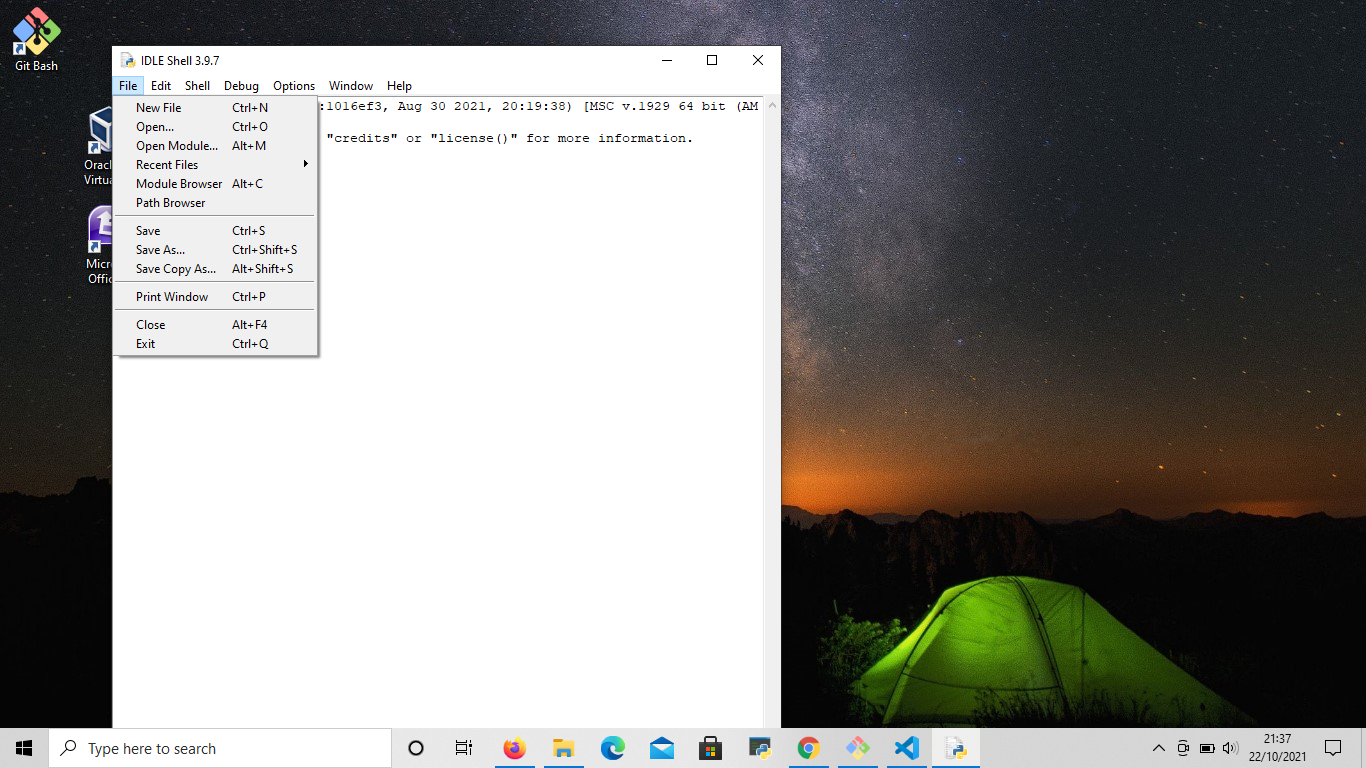 Git Bash
IDLE Shell 3.9.7
File Edit Shell Debug Options Window Help
:1016ef3, Aug 30 2021, 20:19:38) [MSC v.1929 64 bit (AM
"credits" or "license()" for more information.
New File Ctrl+N
Open... Ctrl+O
Open Module... Alt+M
Recent Files
Module Browser Alt+C
Path Browser
Save Ctrl+S
Save As... Ctrl+Shift+S
Save Copy As... Alt+Shift+S
Print Window Ctrl+P
Close Alt+F4
Exit Ctrl+Q
Oracl
Virtua
Micr
Offic
Type here to search
21:37
22/10/2021